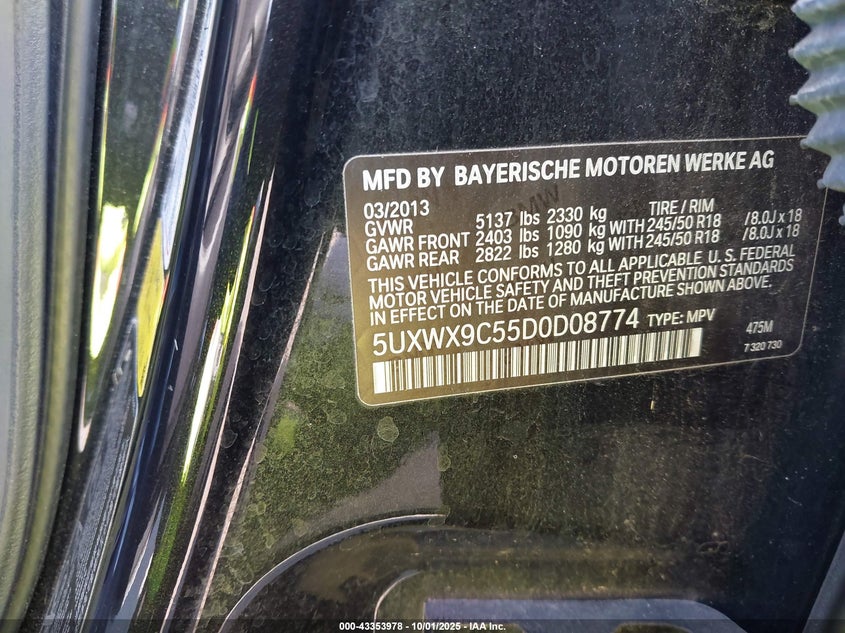 MFD BY BAYERISCHE MOTOREN WERKE AG
03/2013 TIRE / RIM
GVWR 5137 lbs 2330 kg
GAWR FRONT 2403 lbs 1090 kg WITH 245/50 R18 /8.0J x 18
GAWR REAR 2822 lbs 1280 kg WITH 245/50 R18 /8.0J x 18
THIS VEHICLE CONFORMS TO ALL APPLICABLE U.S. FEDERAL
MOTOR VEHICLE SAFETY AND THEFT PREVENTION STANDARDS
IN EFFECT ON THE DATE OF MANUFACTURE SHOWN ABOVE.
5UXWX9C55D0D08774 TYPE: MPV 475M
7 320 730
000-43353978 - 10/01/2025 - IAA Inc.